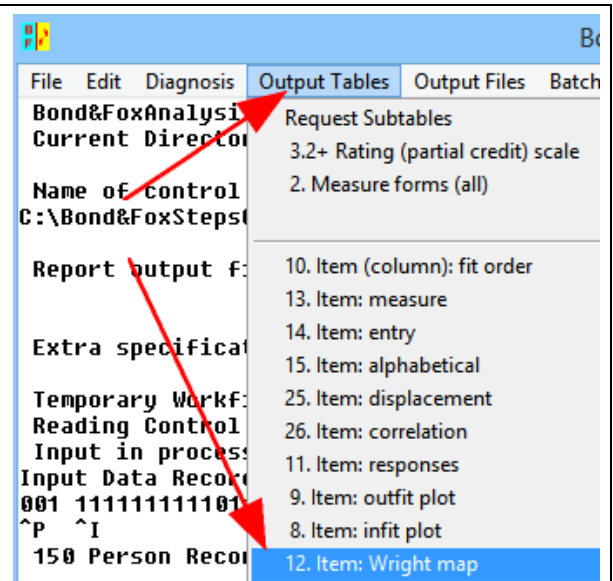 Bo
File Edit Diagnosis Output Tables Output Files Batch
Bond&FoxAnalysi
Current Director
Name of control
C:\Bond&FoxSteps
Report output f
Extra specificat
Temporary Workf
Reading Control
Input in process
Input Data Record
001 111111111101
^P ^I
150 Person Recor
Request Subtables
3.2+ Rating (partial credit) scale
2. Measure forms (all)
10. Item (column): fit order
13. Item: measure
14. Item: entry
15. Item: alphabetical
25. Item: displacement
26. Item: correlation
11. Item: responses
9. Item: outfit plot
8. Item: infit plot
12. Item: Wright map